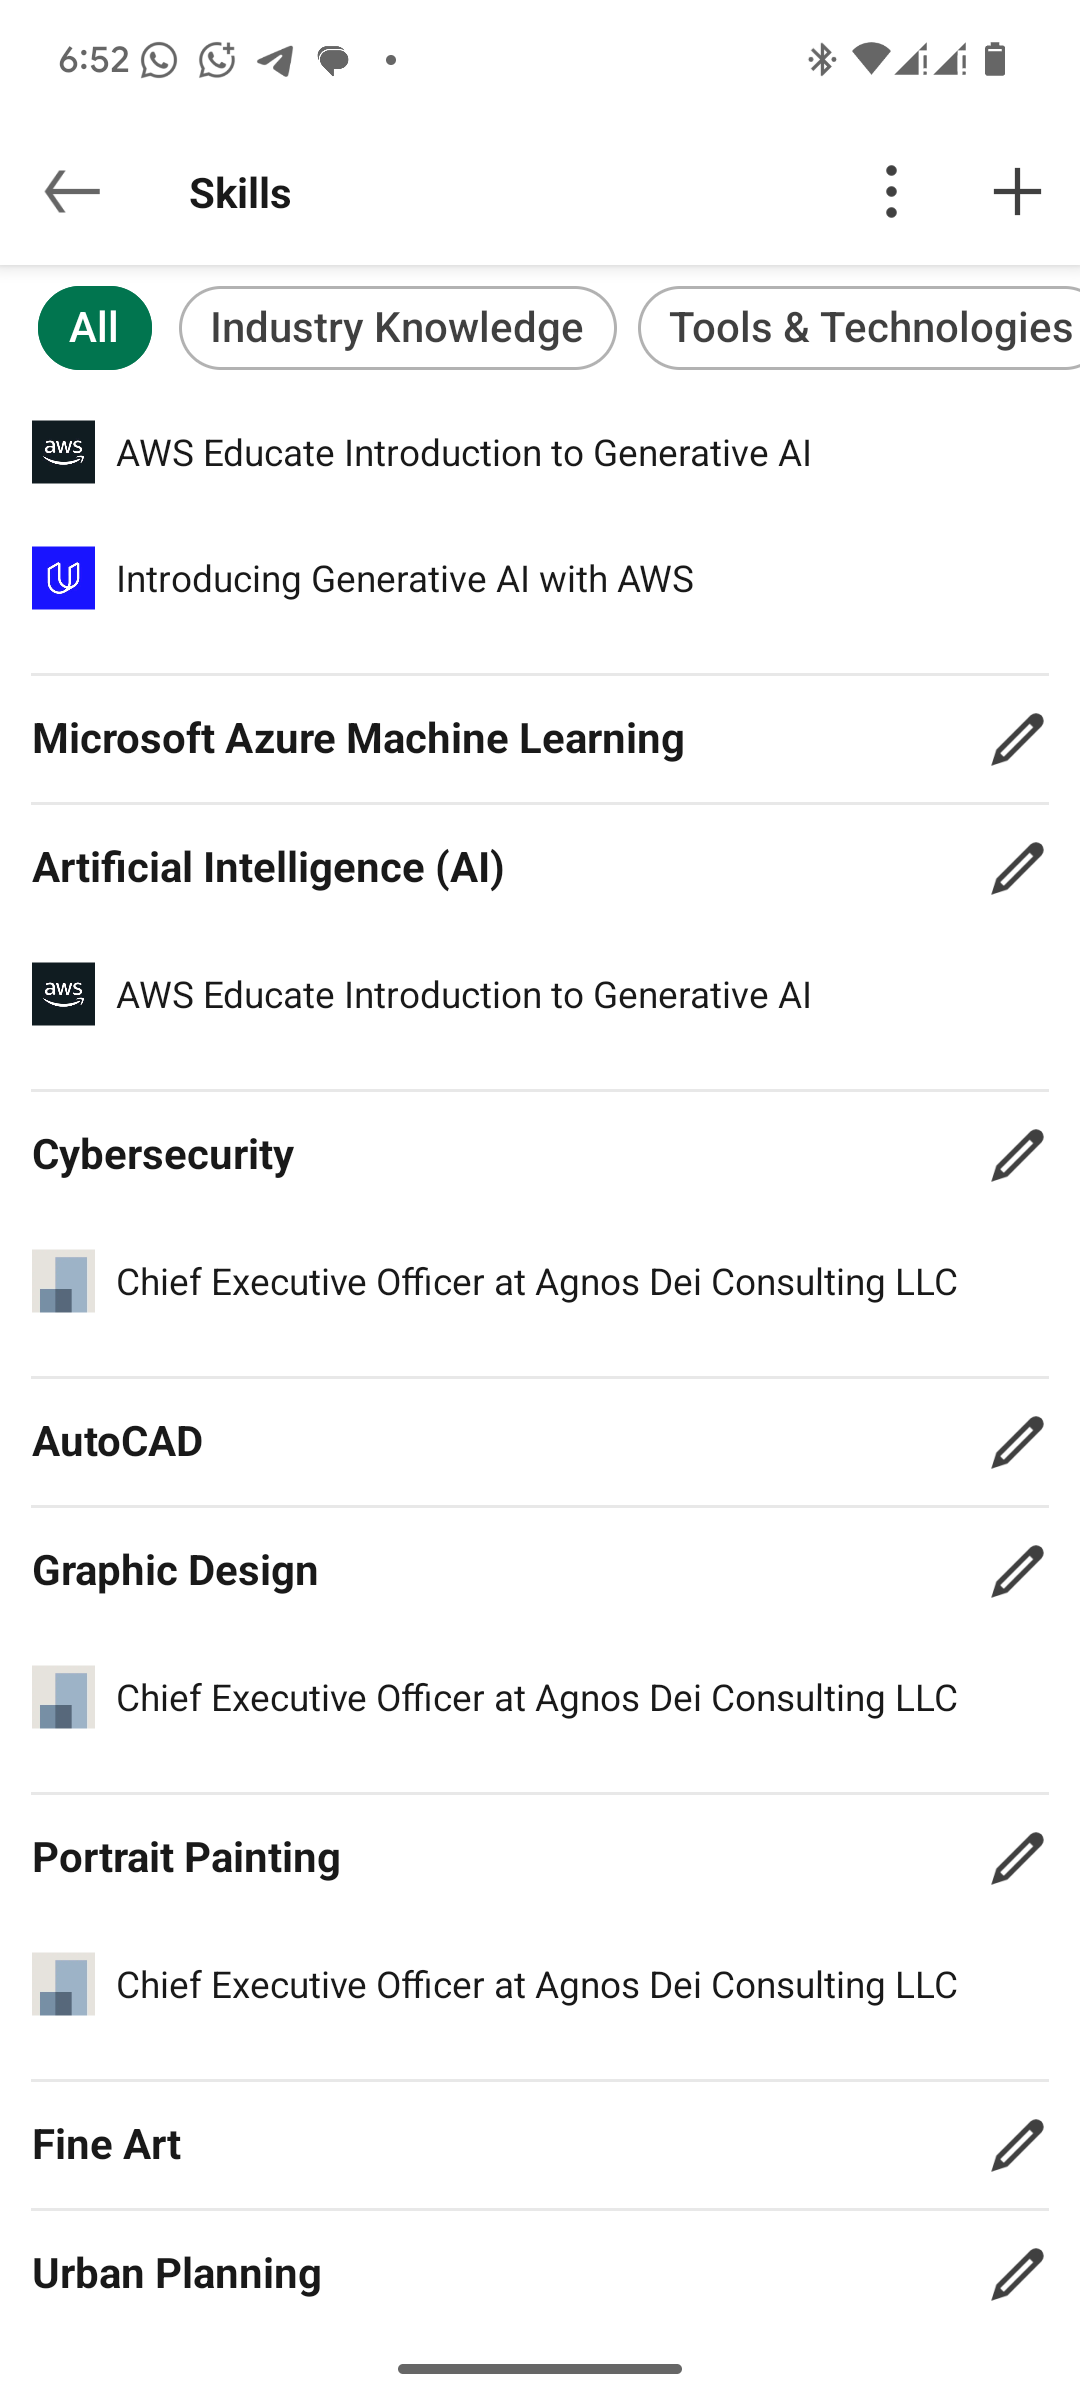 6:52
Skills
All
Industry Knowledge
Tools & Technologies
aws
AWS Educate Introduction to Generative AI
Introducing Generative AI with AWS
Microsoft Azure Machine Learning
Artificial Intelligence (AI)
aws
AWS Educate Introduction to Generative AI
Cybersecurity
Chief Executive Officer at Agnos Dei Consulting LLC
AutoCAD
Graphic Design
Chief Executive Officer at Agnos Dei Consulting LLC
Portrait Painting
Chief Executive Officer at Agnos Dei Consulting LLC
Fine Art
Urban Planning